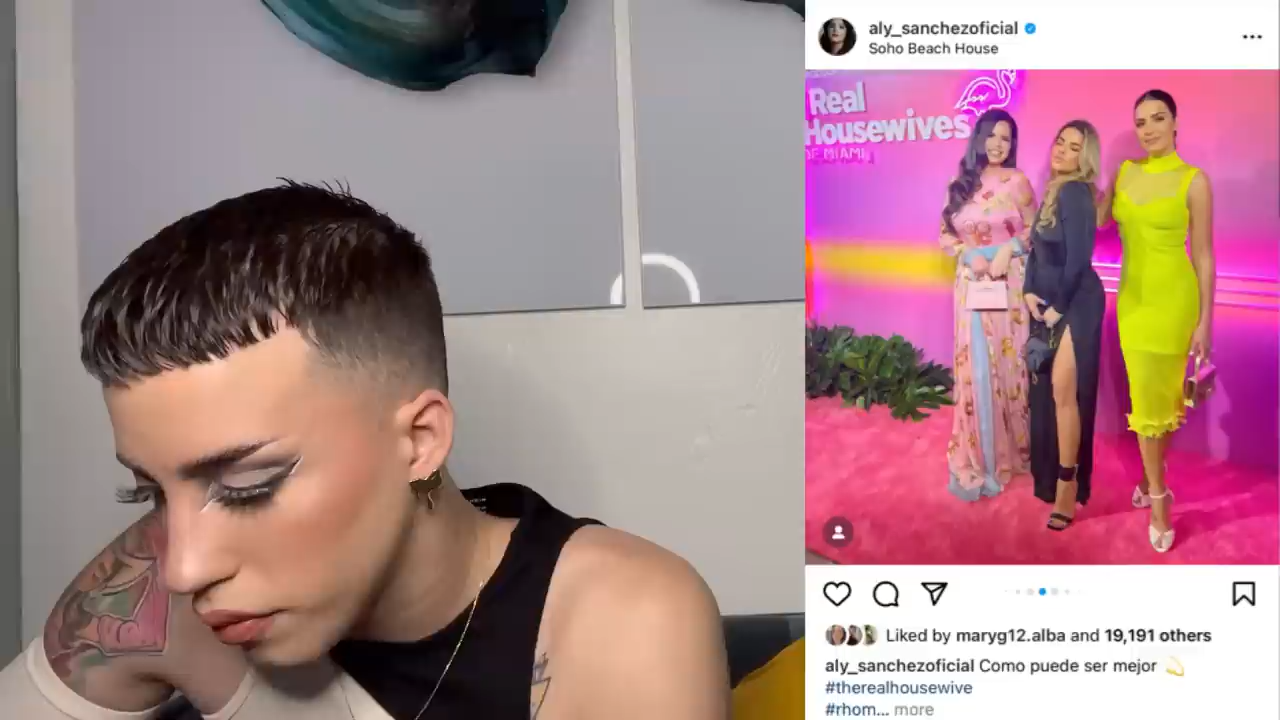 aly_sanchezoficial
Soho Beach House
Real
Housewives
OF MIAMI
Liked by maryg12.alba and 19,191 others
aly_sanchezoficial Como puede ser mejor 💫
#therealhousewive
#rhom... more